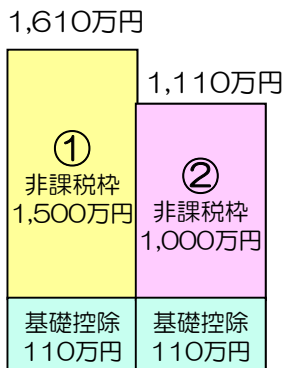 1,610万円
1,110万円
①
非課税枠
1,500万円
②
非課税枠
1,000万円
基礎控除
110万円
基礎控除
110万円